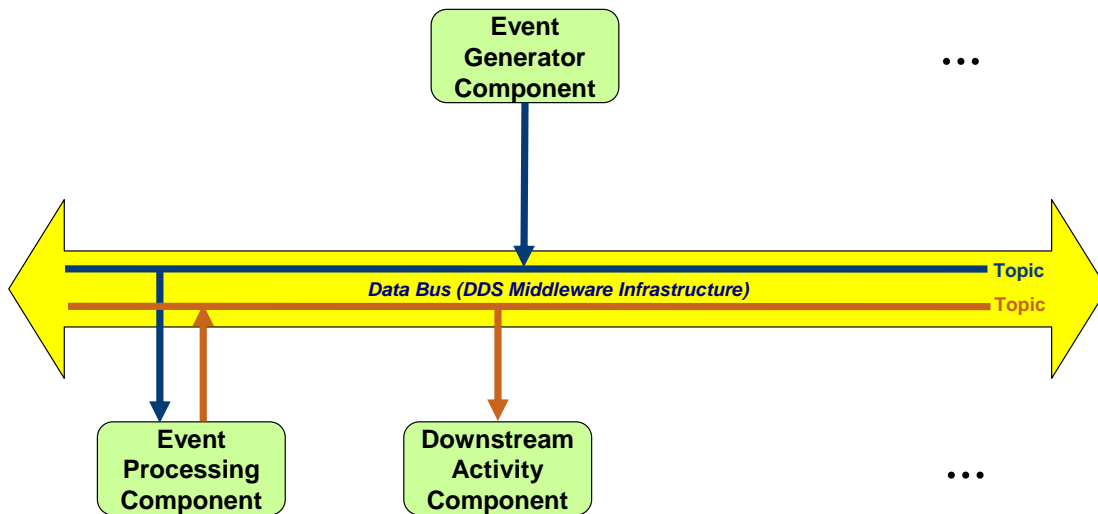 Event
Generator
Component
...
Topic
Data Bus (DDS Middleware Infrastructure)
Topic
Event
Processing
Component
Downstream
Activity
Component
...